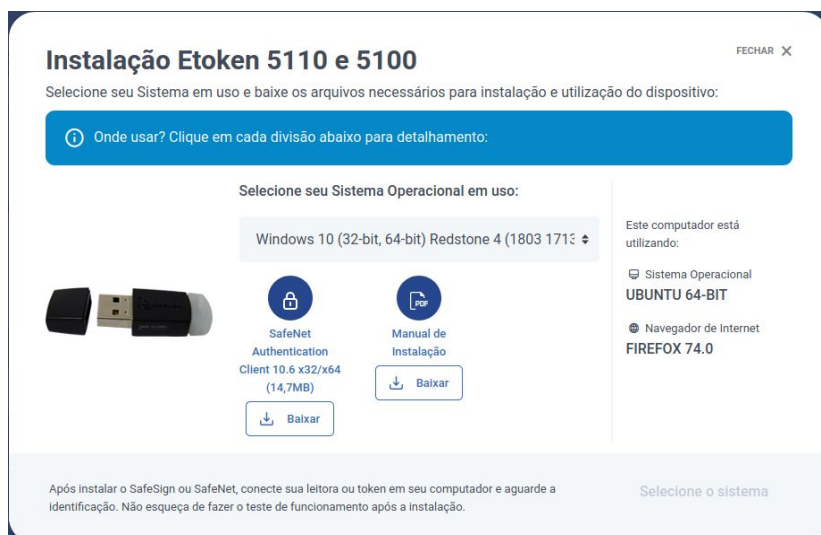 Instalação Etoken 5110 e 5100
FECHAR X
Selecione seu Sistema em uso e baixe os arquivos necessários para instalação e utilização do dispositivo:
Onde usar? Clique em cada divisão abaixo para detalhamento:
Selecione seu Sistema Operacional em uso:
Windows 10 (32-bit, 64-bit) Redstone 4 (1803 1713
SafeNet
Authentication
Client 10.6 x32/x64
(14,7MB)
Baixar
PDF
Manual de
Instalação
Baixar
Este computador está
utilizando:
Sistema Operacional
UBUNTU 64-BIT
Navegador de Internet
FIREFOX 74.0
Após instalar o SafeSign ou SafeNet, conecte sua leitora ou token em seu computador e aguarde a
identificação. Não esqueça de fazer o teste de funcionamento após a instalação.
Selecione o sistema